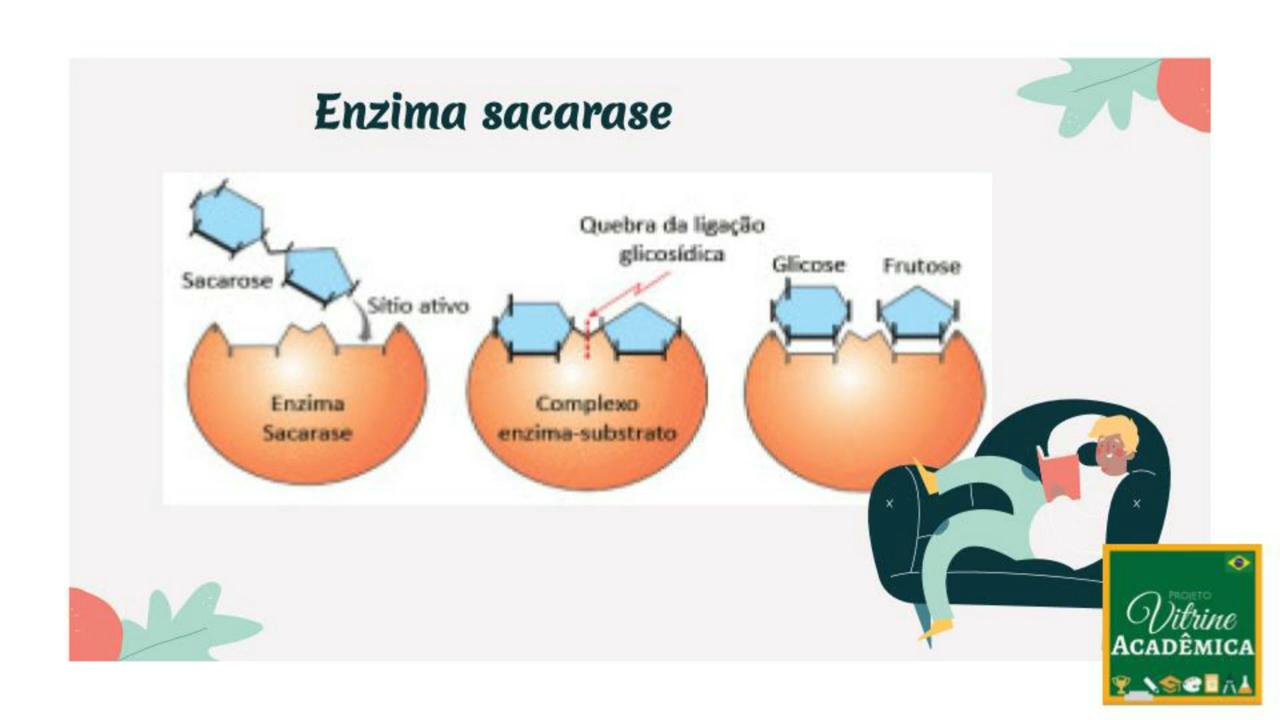 Enzima sacarase
Quebra da ligação
glicosídica
Glicose
Frutose
Sacarose
Sítio ativo
Enzima
Sacarase
Complexo
enzima-substrato
PROJETO
Vitrine
ACADÊMICA